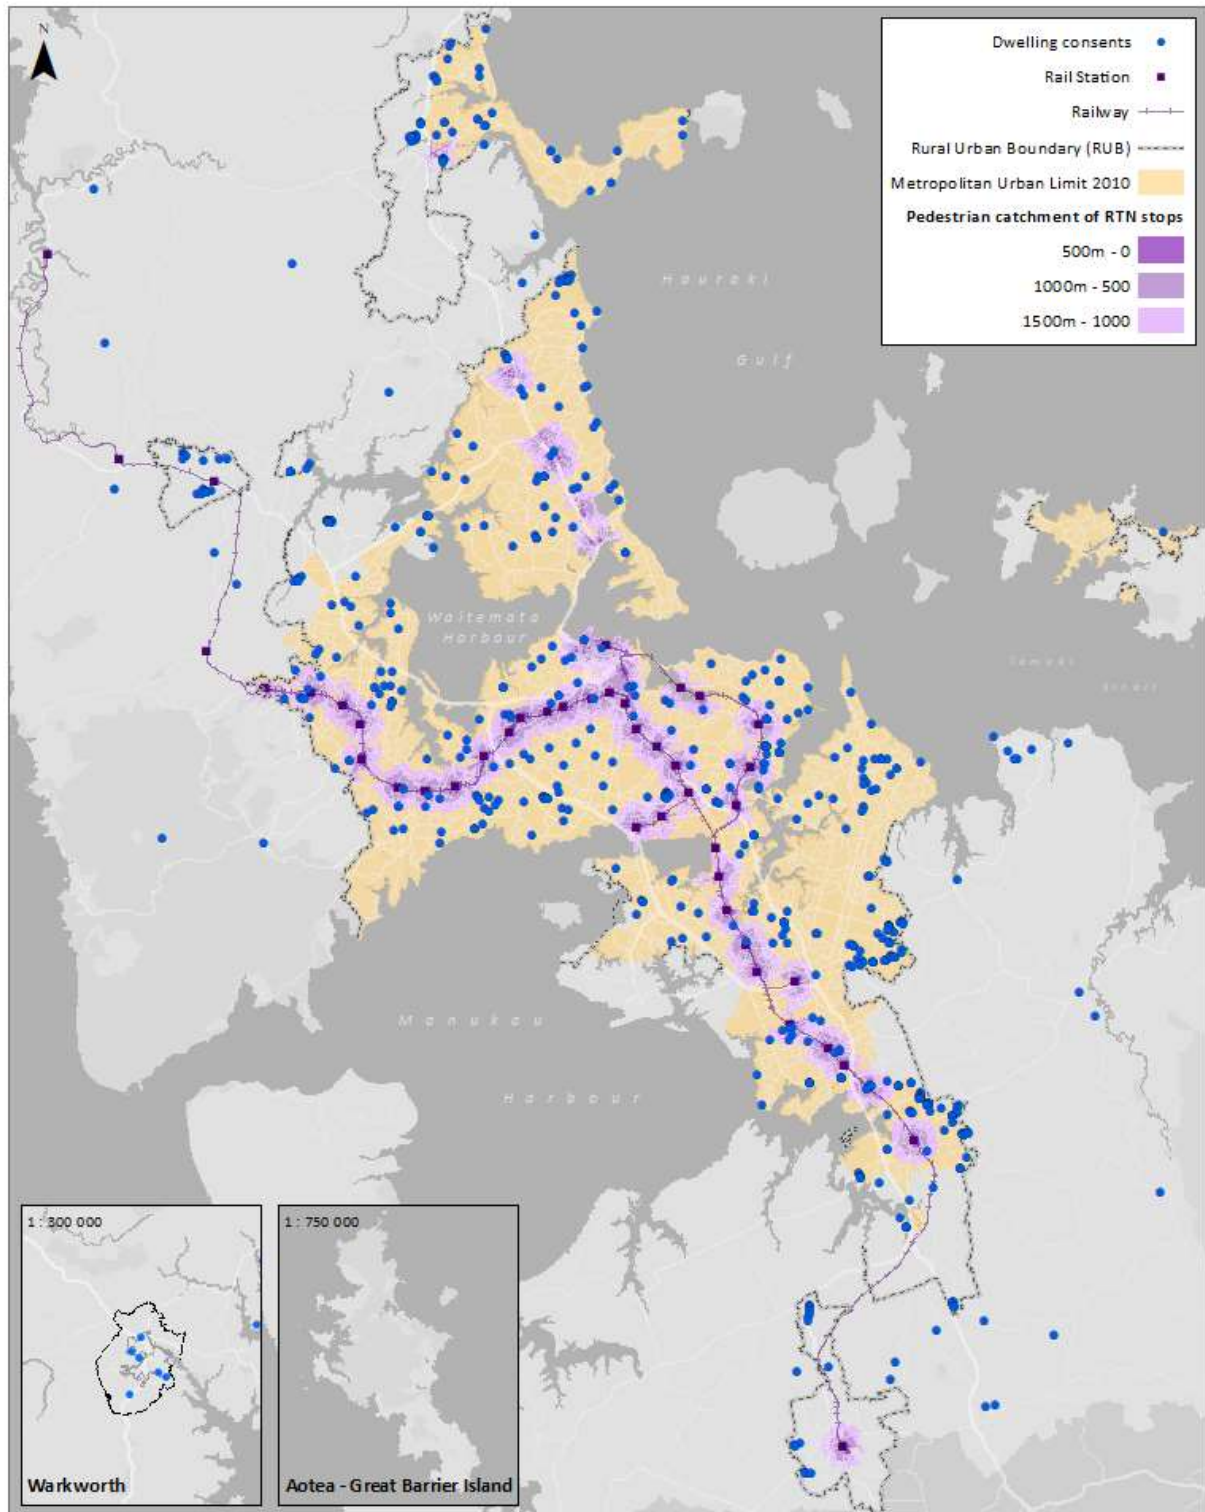 N
Dwelling consents
Rail Station
Railway
Rural Urban Boundary (RUB)
Metropolitan Urban Limit 2010
Pedestrian catchment of RTN stops
500m - 0
1000m - 500
1500m - 1000
Hauraki
Gulf
Waitemata
Harbour
Manukau
Harbour
1 : 300 000
Warkworth
1 : 750 000
Aotea - Great Barrier Island